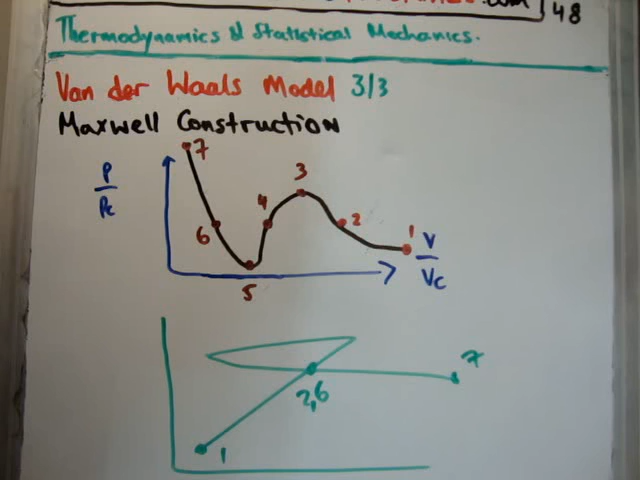 .com 48
Thermodynamics & Statistical Mechanics.
Van der Waals Model 3/3
Maxwell Construction
P
Pc
7
3
4
6
2
1
5
V
Vc
7
2,6
1